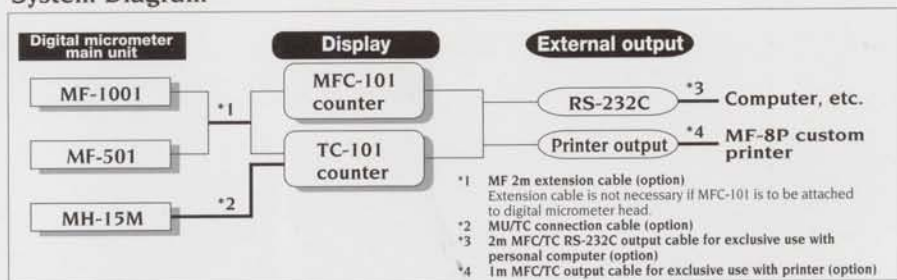 System Diagram
Digital micrometer
main unit
Display
External output
MF-1001
MF-501
MH-15M
*1
*2
MFC-101
counter
TC-101
counter
RS-232C
*3
Computer, etc.
Printer output
*4
MF-8P custom
printer
*1 MF 2m extension cable (option)
Extension cable is not necessary if MFC-101 is to be attached
to digital micrometer head.
*2 MU/TC connection cable (option)
*3 2m MFC/TC RS-232C output cable for exclusive use with
personal computer (option)
*4 1m MFC/TC output cable for exclusive use with printer (option)